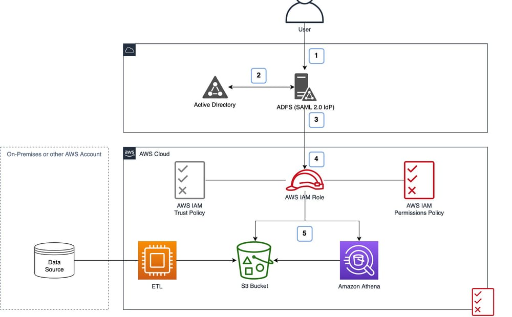 User
1
2
Active Directory
ADFS (SAML 2.0 IdP)
3
On-Premises or other AWS Account
aws
AWS Cloud
4
AWS IAM
Trust Policy
AWS IAM Role
AWS IAM
Permissions Policy
5
Data
Source
ETL
S3 Bucket
Amazon Athena